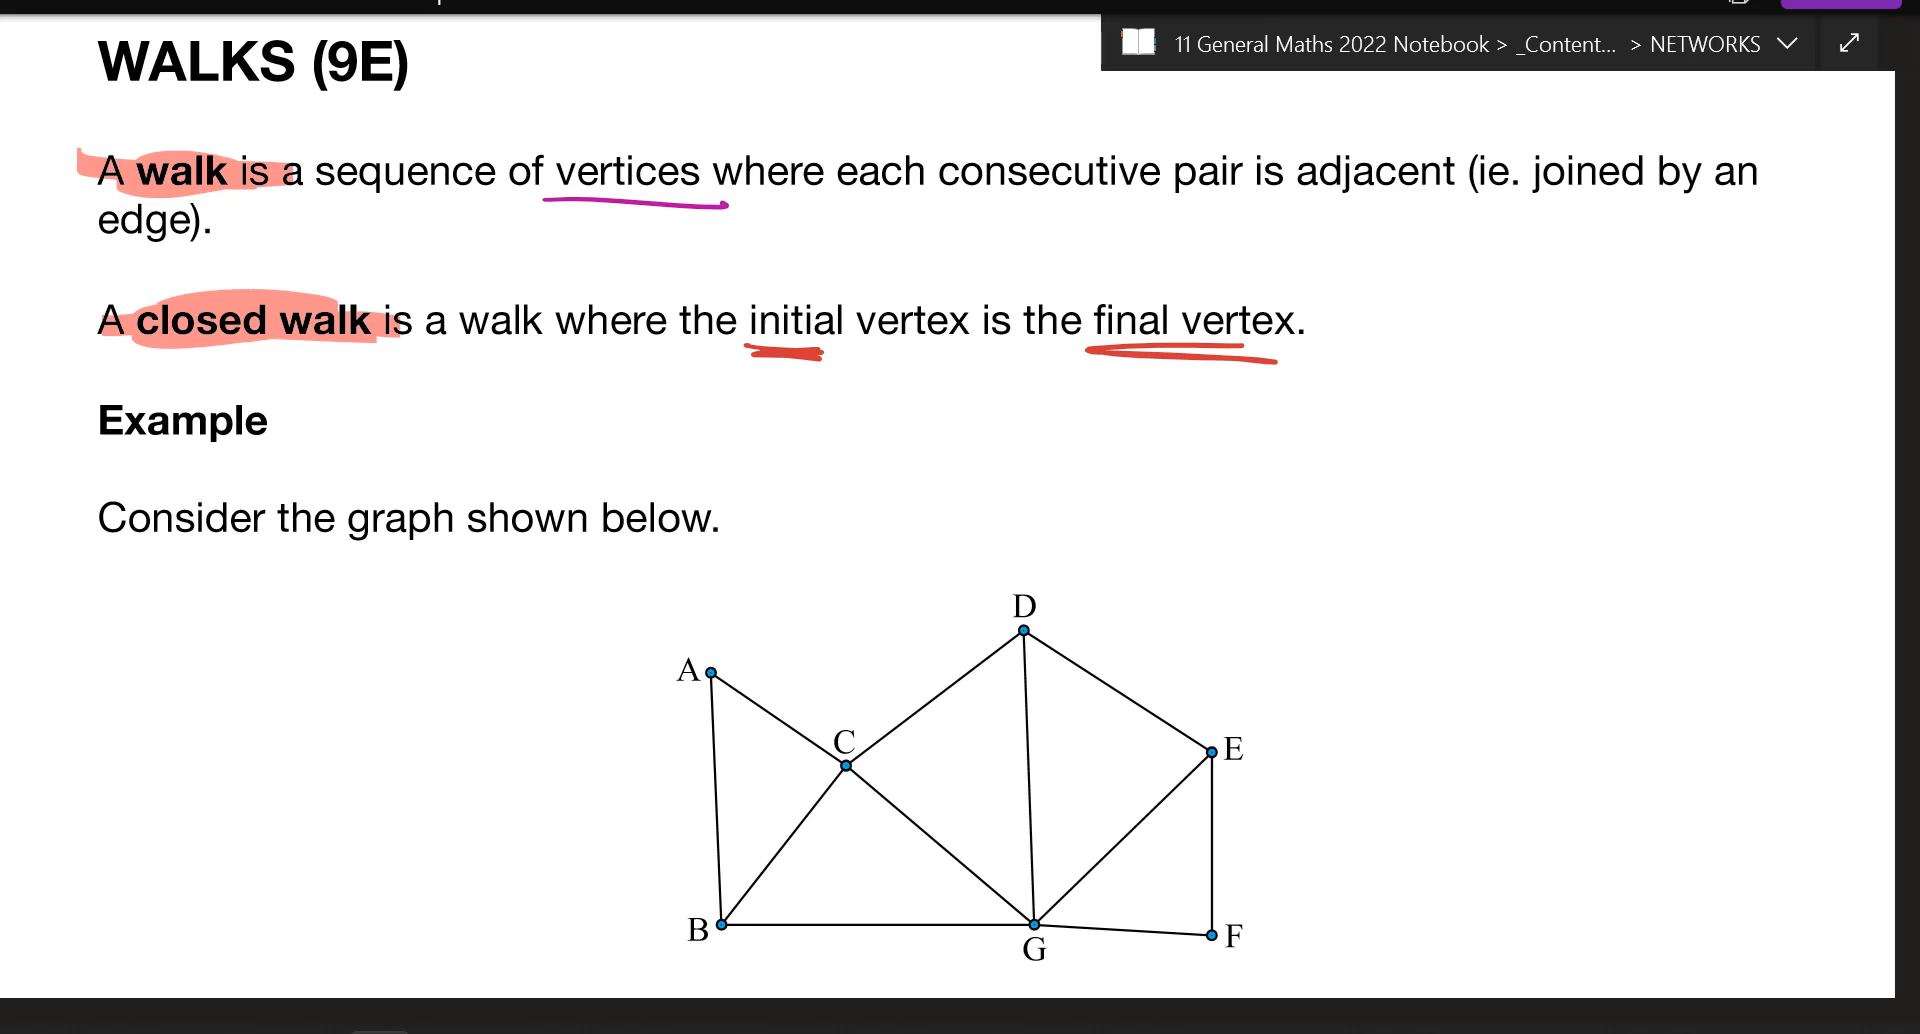 11 General Maths 2022 Notebook > _Content... > NETWORKS
WALKS (9E)
A walk is a sequence of vertices where each consecutive pair is adjacent (ie. joined by an
edge).
A closed walk is a walk where the initial vertex is the final vertex.
Example
Consider the graph shown below.
D
A
C
E
B
G
F